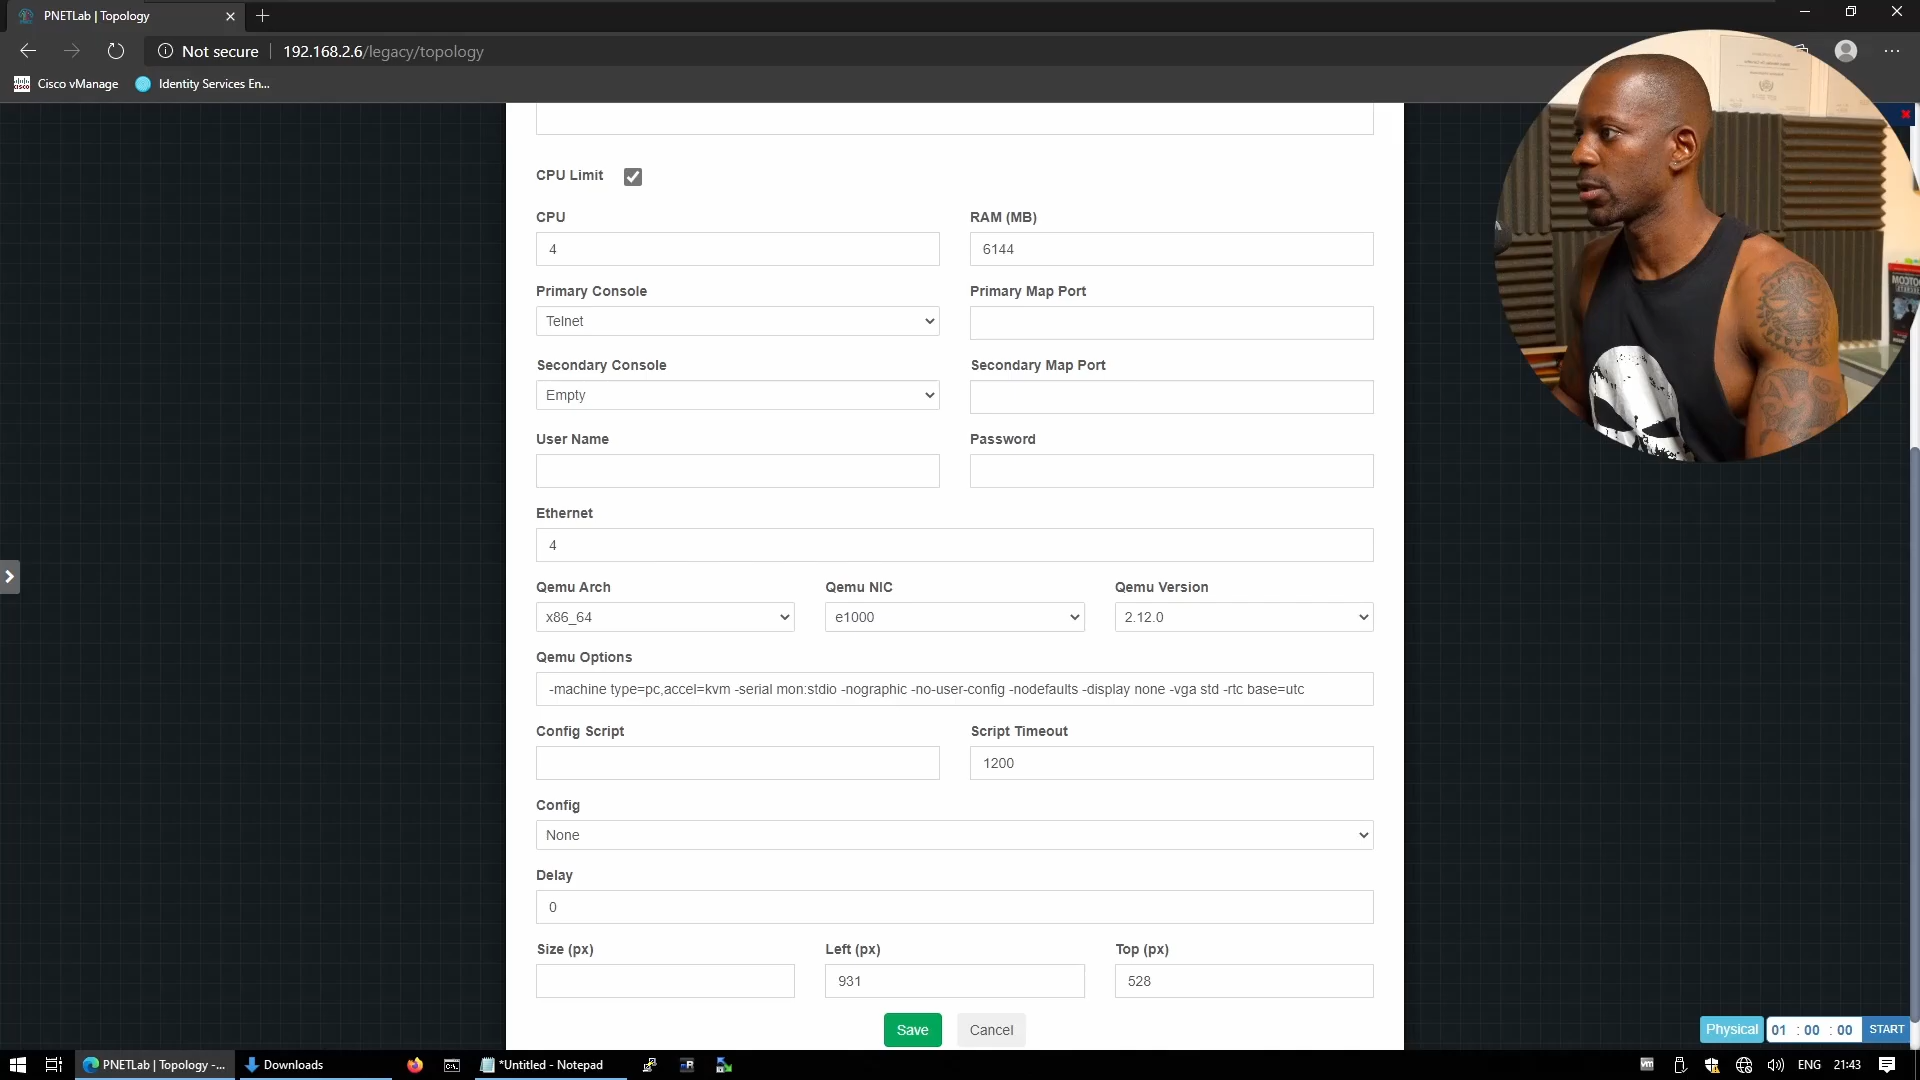 PNETLab | Topology
Not secure
192.168.2.6/legacy/topology
Cisco vManage
Identity Services En...
CPU Limit
CPU
RAM (MB)
4
6144
Primary Console
Primary Map Port
Telnet
Secondary Console
Secondary Map Port
Empty
User Name
Password
Ethernet
4
Qemu Arch
Qemu NIC
Qemu Version
x86_64
e1000
2.12.0
Qemu Options
-machine type=pc,accel=kvm -serial mon:stdio -nographic -no-user-config -nodefaults -display none -vga std -rtc base=utc
Config Script
Script Timeout
1200
Config
None
Delay
0
Size (px)
Left (px)
Top (px)
931
528
Save
Cancel
Physical
01 : 00 : 00
START
PNETLab | Topology -...
Downloads
*Untitled - Notepad
ENG
21:43